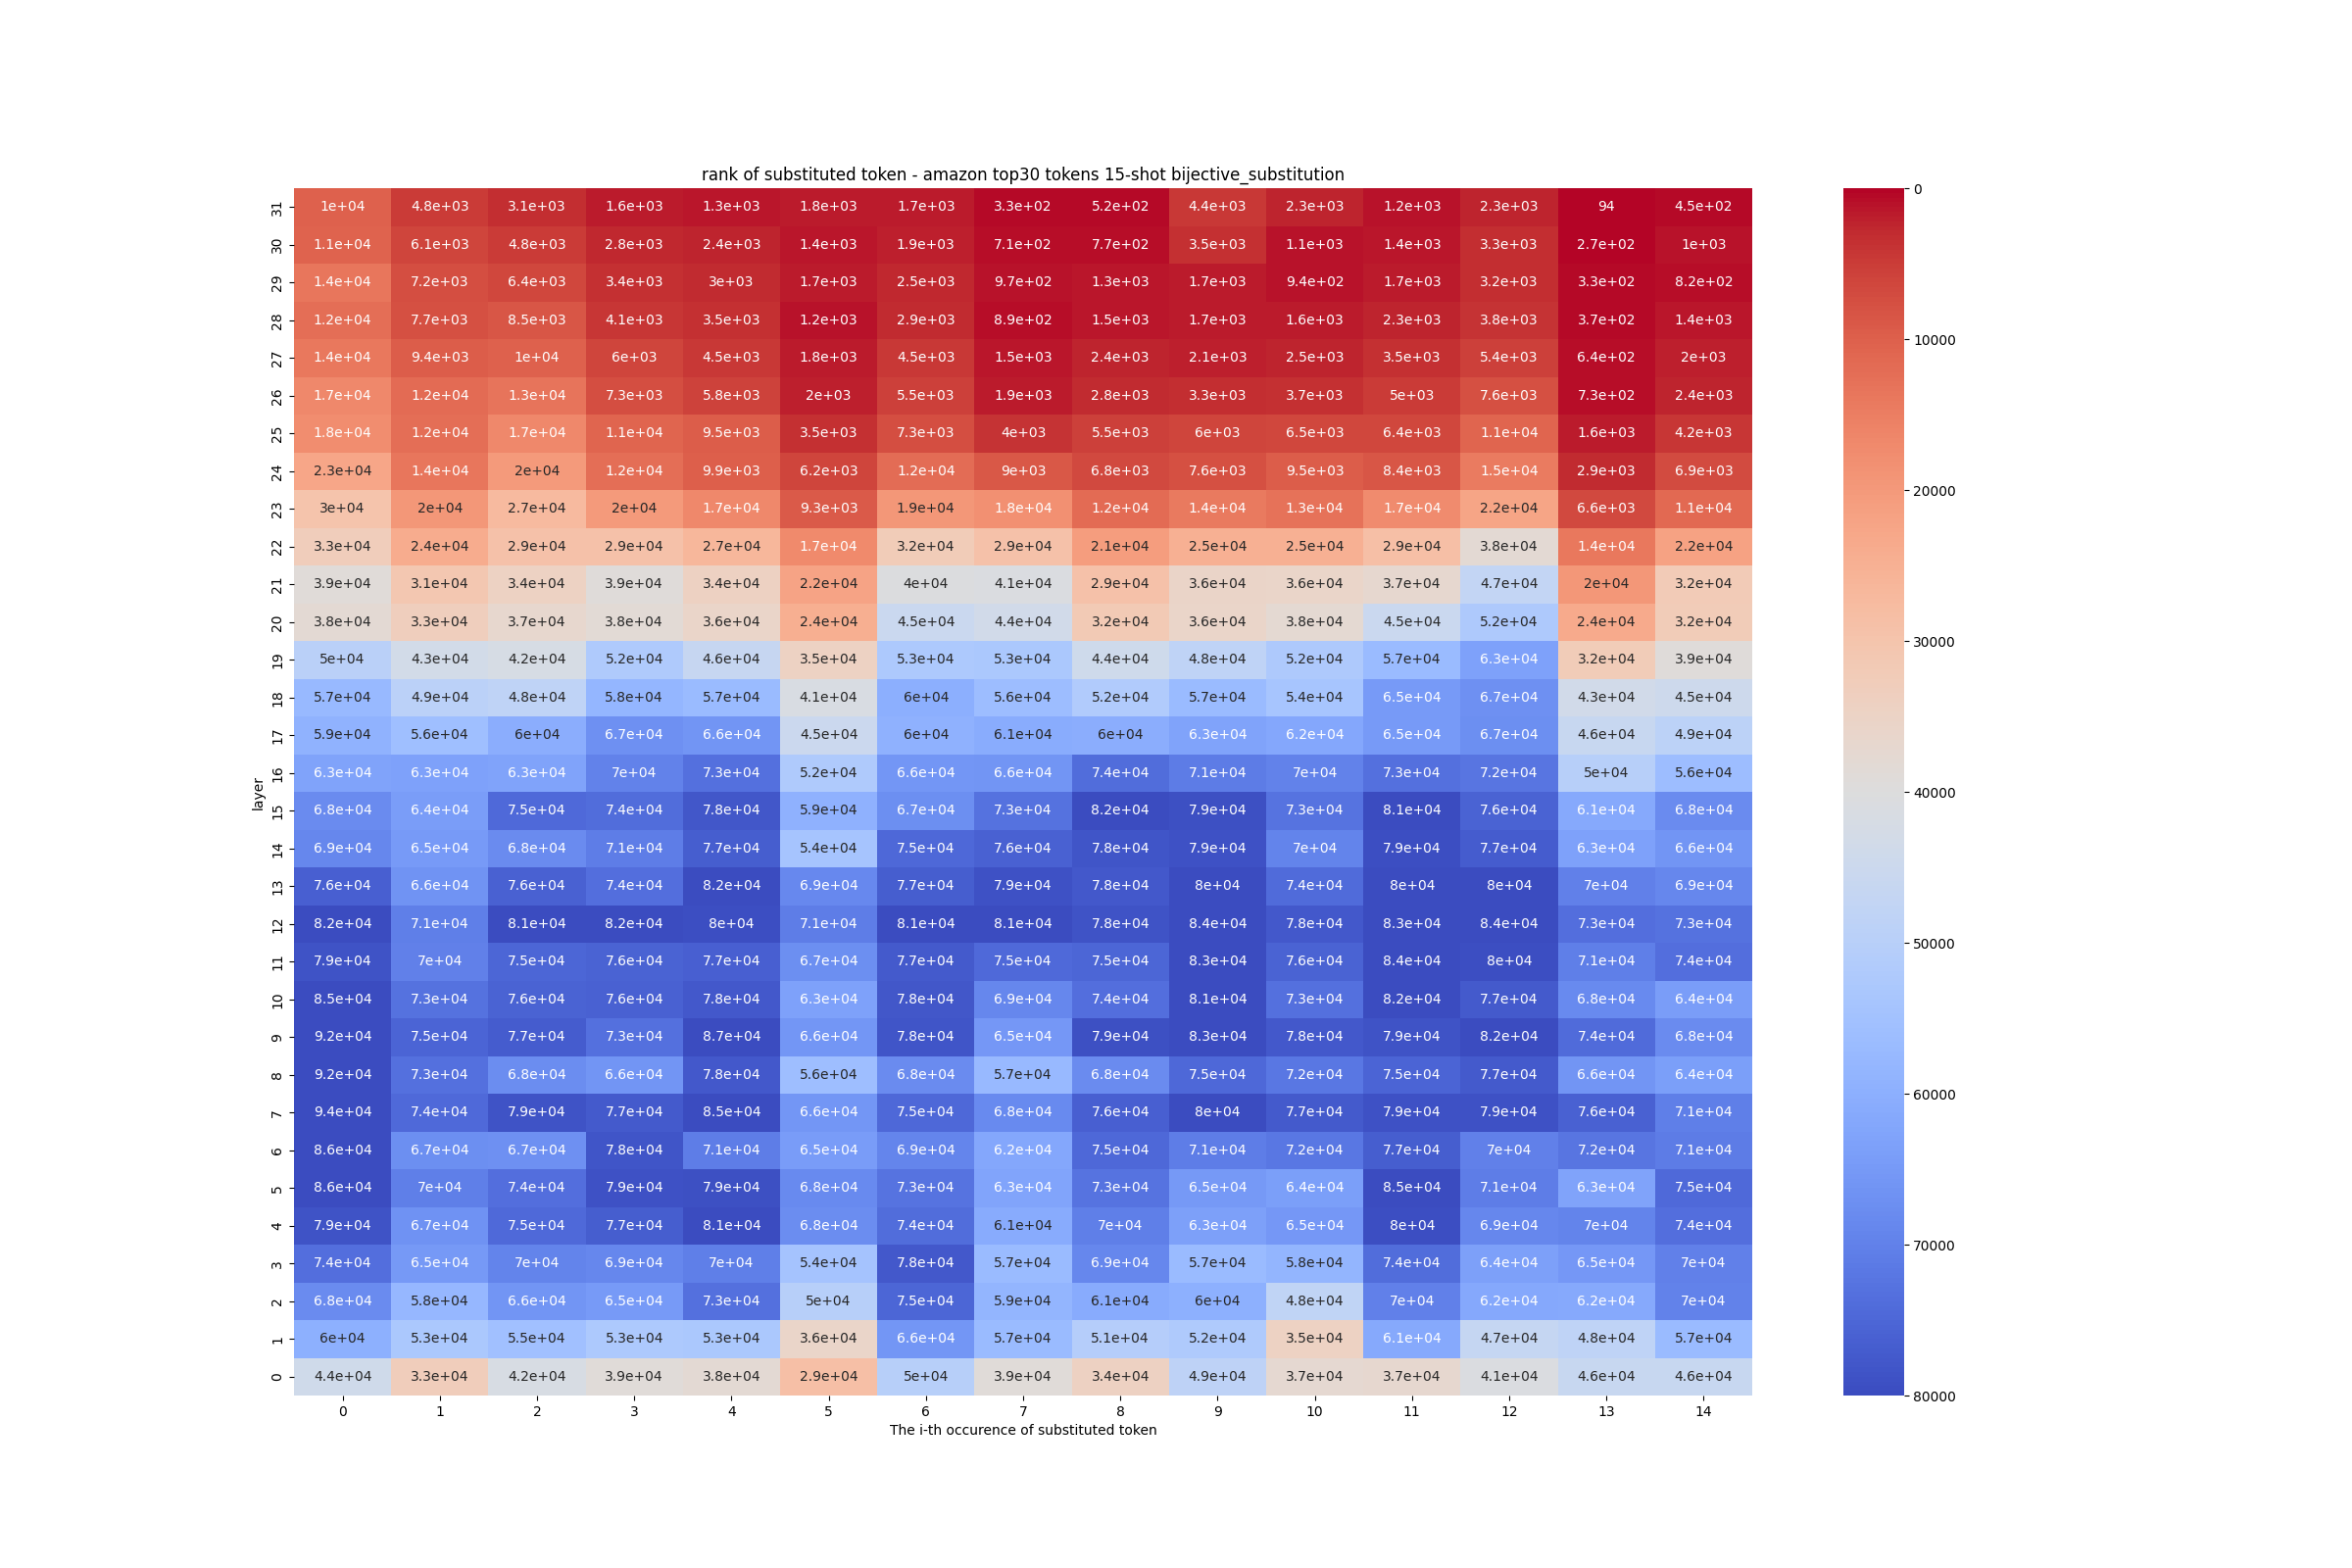 rank of substituted token - amazon top30 tokens 15-shot bijective_substitution
31 1e+04 4.8e+03 3.1e+03 1.6e+03 1.3e+03 1.8e+03 1.7e+03 3.3e+02 5.2e+02 4.4e+03 2.3e+03 1.2e+03 2.3e+03 94 4.5e+02
30 1.1e+04 6.1e+03 4.8e+03 2.8e+03 2.4e+03 1.4e+03 1.9e+03 7.1e+02 7.7e+02 3.5e+03 1.1e+03 1.4e+03 3.3e+03 2.7e+02 1e+03
29 1.4e+04 7.2e+03 6.4e+03 3.4e+03 3e+03 1.7e+03 2.5e+03 9.7e+02 1.3e+03 1.7e+03 9.4e+02 1.7e+03 3.2e+03 3.3e+02 8.2e+02
28 1.2e+04 7.7e+03 8.5e+03 4.1e+03 3.5e+03 1.2e+03 2.9e+03 8.9e+02 1.5e+03 1.7e+03 1.6e+03 2.3e+03 3.8e+03 3.7e+02 1.4e+03
27 1.4e+04 9.4e+03 1e+04 6e+03 4.5e+03 1.8e+03 4.5e+03 1.5e+03 2.4e+03 2.1e+03 2.5e+03 3.5e+03 5.4e+03 6.4e+02 2e+03
26 1.7e+04 1.2e+04 1.3e+04 7.3e+03 5.8e+03 2e+03 5.5e+03 1.9e+03 2.8e+03 3.3e+03 3.7e+03 5e+03 7.6e+03 7.3e+02 2.4e+03
25 1.8e+04 1.2e+04 1.7e+04 1.1e+04 9.5e+03 3.5e+03 7.3e+03 4e+03 5.5e+03 6e+03 6.5e+03 6.4e+03 1.1e+04 1.6e+03 4.2e+03
24 2.3e+04 1.4e+04 2e+04 1.2e+04 9.9e+03 6.2e+03 1.2e+04 9e+03 6.8e+03 7.6e+03 9.5e+03 8.4e+03 1.5e+04 2.9e+03 6.9e+03
23 3e+04 2e+04 2.7e+04 2e+04 1.7e+04 9.3e+03 1.9e+04 1.8e+04 1.2e+04 1.4e+04 1.3e+04 1.7e+04 2.2e+04 6.6e+03 1.1e+04
22 3.3e+04 2.4e+04 2.9e+04 2.9e+04 2.7e+04 1.7e+04 3.2e+04 2.9e+04 2.1e+04 2.5e+04 2.5e+04 2.9e+04 3.8e+04 1.4e+04 2.2e+04
21 3.9e+04 3.1e+04 3.4e+04 3.9e+04 3.4e+04 2.2e+04 4e+04 4.1e+04 2.9e+04 3.6e+04 3.6e+04 3.7e+04 4.7e+04 2e+04 3.2e+04
20 3.8e+04 3.3e+04 3.7e+04 3.8e+04 3.6e+04 2.4e+04 4.5e+04 4.4e+04 3.2e+04 3.6e+04 3.8e+04 4.5e+04 5.2e+04 2.4e+04 3.2e+04
19 5e+04 4.3e+04 4.2e+04 5.2e+04 4.6e+04 3.5e+04 5.3e+04 5.3e+04 4.4e+04 4.8e+04 5.2e+04 5.7e+04 6.3e+04 3.2e+04 3.9e+04
18 5.7e+04 4.9e+04 4.8e+04 5.8e+04 5.7e+04 4.1e+04 6e+04 5.6e+04 5.2e+04 5.7e+04 5.4e+04 6.5e+04 6.7e+04 4.3e+04 4.5e+04
17 5.9e+04 5.6e+04 6e+04 6.7e+04 6.6e+04 4.5e+04 6e+04 6.1e+04 6e+04 6.3e+04 6.2e+04 6.5e+04 6.7e+04 4.6e+04 4.9e+04
16 6.3e+04 6.3e+04 6.3e+04 7e+04 7.3e+04 5.2e+04 6.6e+04 6.6e+04 7.4e+04 7.1e+04 7e+04 7.3e+04 7.2e+04 5e+04 5.6e+04
15 6.8e+04 6.4e+04 7.5e+04 7.4e+04 7.8e+04 5.9e+04 6.7e+04 7.3e+04 8.2e+04 7.9e+04 7.3e+04 8.1e+04 7.6e+04 6.1e+04 6.8e+04
14 6.9e+04 6.5e+04 6.8e+04 7.1e+04 7.7e+04 5.4e+04 7.5e+04 7.6e+04 7.8e+04 7.9e+04 7e+04 7.9e+04 7.7e+04 6.3e+04 6.6e+04
13 7.6e+04 6.6e+04 7.6e+04 7.4e+04 8.2e+04 6.9e+04 7.7e+04 7.9e+04 7.8e+04 8e+04 7.4e+04 8e+04 8e+04 7e+04 6.9e+04
12 8.2e+04 7.1e+04 8.1e+04 8.2e+04 8e+04 7.1e+04 8.1e+04 8.1e+04 7.8e+04 8.4e+04 7.8e+04 8.3e+04 8.4e+04 7.3e+04 7.3e+04
11 7.9e+04 7e+04 7.5e+04 7.6e+04 7.7e+04 6.7e+04 7.7e+04 7.5e+04 7.5e+04 8.3e+04 7.6e+04 8.4e+04 8e+04 7.1e+04 7.4e+04
10 8.5e+04 7.3e+04 7.6e+04 7.6e+04 7.8e+04 6.3e+04 7.8e+04 6.9e+04 7.4e+04 8.1e+04 7.3e+04 8.2e+04 7.7e+04 6.8e+04 6.4e+04
9 9.2e+04 7.5e+04 7.7e+04 7.3e+04 8.7e+04 6.6e+04 7.8e+04 6.5e+04 7.9e+04 8.3e+04 7.8e+04 7.9e+04 8.2e+04 7.4e+04 6.8e+04
8 9.2e+04 7.3e+04 6.8e+04 6.6e+04 7.8e+04 5.6e+04 6.8e+04 5.7e+04 6.8e+04 7.5e+04 7.2e+04 7.5e+04 7.7e+04 6.6e+04 6.4e+04
7 9.4e+04 7.4e+04 7.9e+04 7.7e+04 8.5e+04 6.6e+04 7.5e+04 6.8e+04 7.6e+04 8e+04 7.7e+04 7.9e+04 7.9e+04 7.6e+04 7.1e+04
6 8.6e+04 6.7e+04 6.7e+04 7.8e+04 7.1e+04 6.5e+04 6.9e+04 6.2e+04 7.5e+04 7.1e+04 7.2e+04 7.7e+04 7e+04 7.2e+04 7.1e+04
5 8.6e+04 7e+04 7.4e+04 7.9e+04 7.9e+04 6.8e+04 7.3e+04 6.3e+04 7.3e+04 6.5e+04 6.4e+04 8.5e+04 7.1e+04 6.3e+04 7.5e+04
4 7.9e+04 6.7e+04 7.5e+04 7.7e+04 8.1e+04 6.8e+04 7.4e+04 6.1e+04 7e+04 6.3e+04 6.5e+04 8e+04 6.9e+04 7e+04 7.4e+04
3 7.4e+04 6.5e+04 7e+04 6.9e+04 7e+04 5.4e+04 7.8e+04 5.7e+04 6.9e+04 5.7e+04 5.8e+04 7.4e+04 6.4e+04 6.5e+04 7e+04
2 6.8e+04 5.8e+04 6.6e+04 6.5e+04 7.3e+04 5e+04 7.5e+04 5.9e+04 6.1e+04 6e+04 4.8e+04 7e+04 6.2e+04 6.2e+04 7e+04
1 6e+04 5.3e+04 5.5e+04 5.3e+04 5.3e+04 3.6e+04 6.6e+04 5.7e+04 5.1e+04 5.2e+04 3.5e+04 6.1e+04 4.7e+04 4.8e+04 5.7e+04
0 4.4e+04 3.3e+04 4.2e+04 3.9e+04 3.8e+04 2.9e+04 5e+04 3.9e+04 3.4e+04 4.9e+04 3.7e+04 3.7e+04 4.1e+04 4.6e+04 4.6e+04
0 1 2 3 4 5 6 7 8 9 10 11 12 13 14
The i-th occurence of substituted token
layer
0
10000
20000
30000
40000
50000
60000
70000
80000